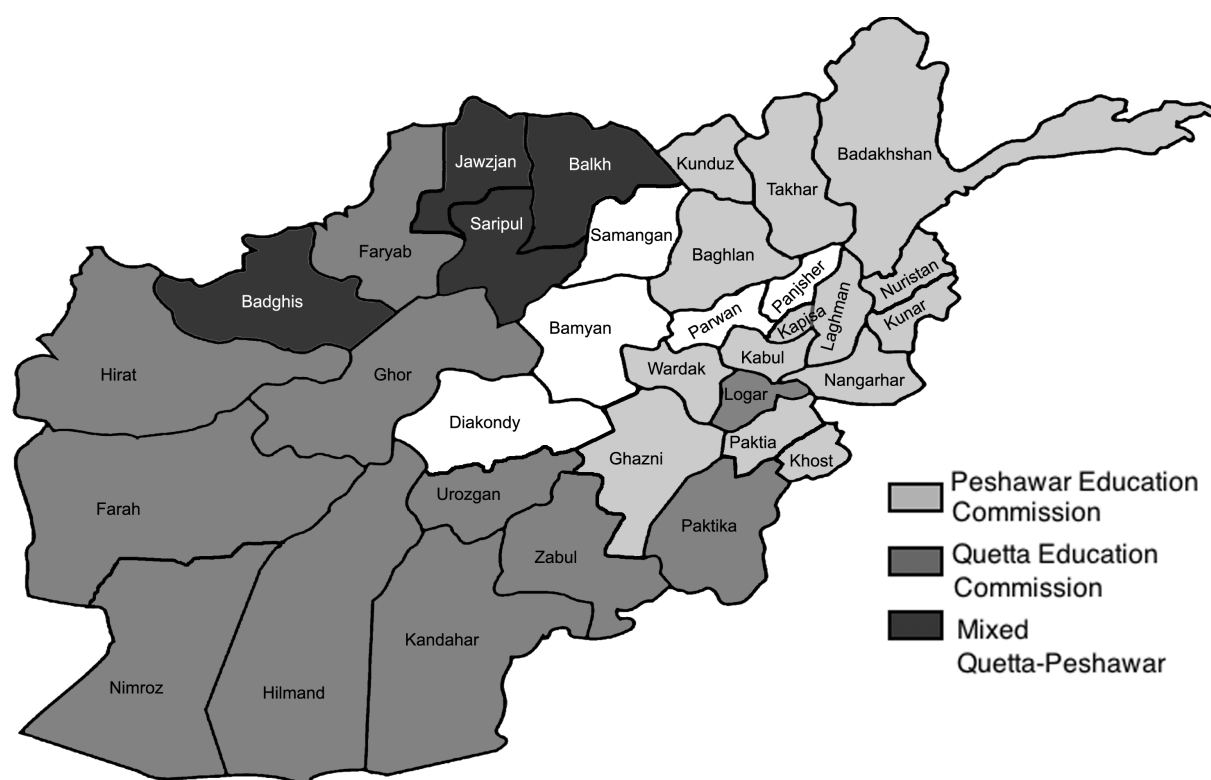 Jawzjan
Balkh
Kunduz
Takhar
Badakhshan
Saripul
Samangan
Faryab
Baghlan
Panjsher
Nuristan
Badghis
Bamyan
Parwan
Kapisa
Laghman
Kunar
Hirat
Ghor
Wardak
Kabul
Nangarhar
Logar
Diakondy
Ghazni
Paktia
Khost
Urozgan
Farah
Paktika
Zabul
Kandahar
Nimroz
Hilmand
Peshawar Education
Commission
Quetta Education
Commission
Mixed
Quetta-Peshawar